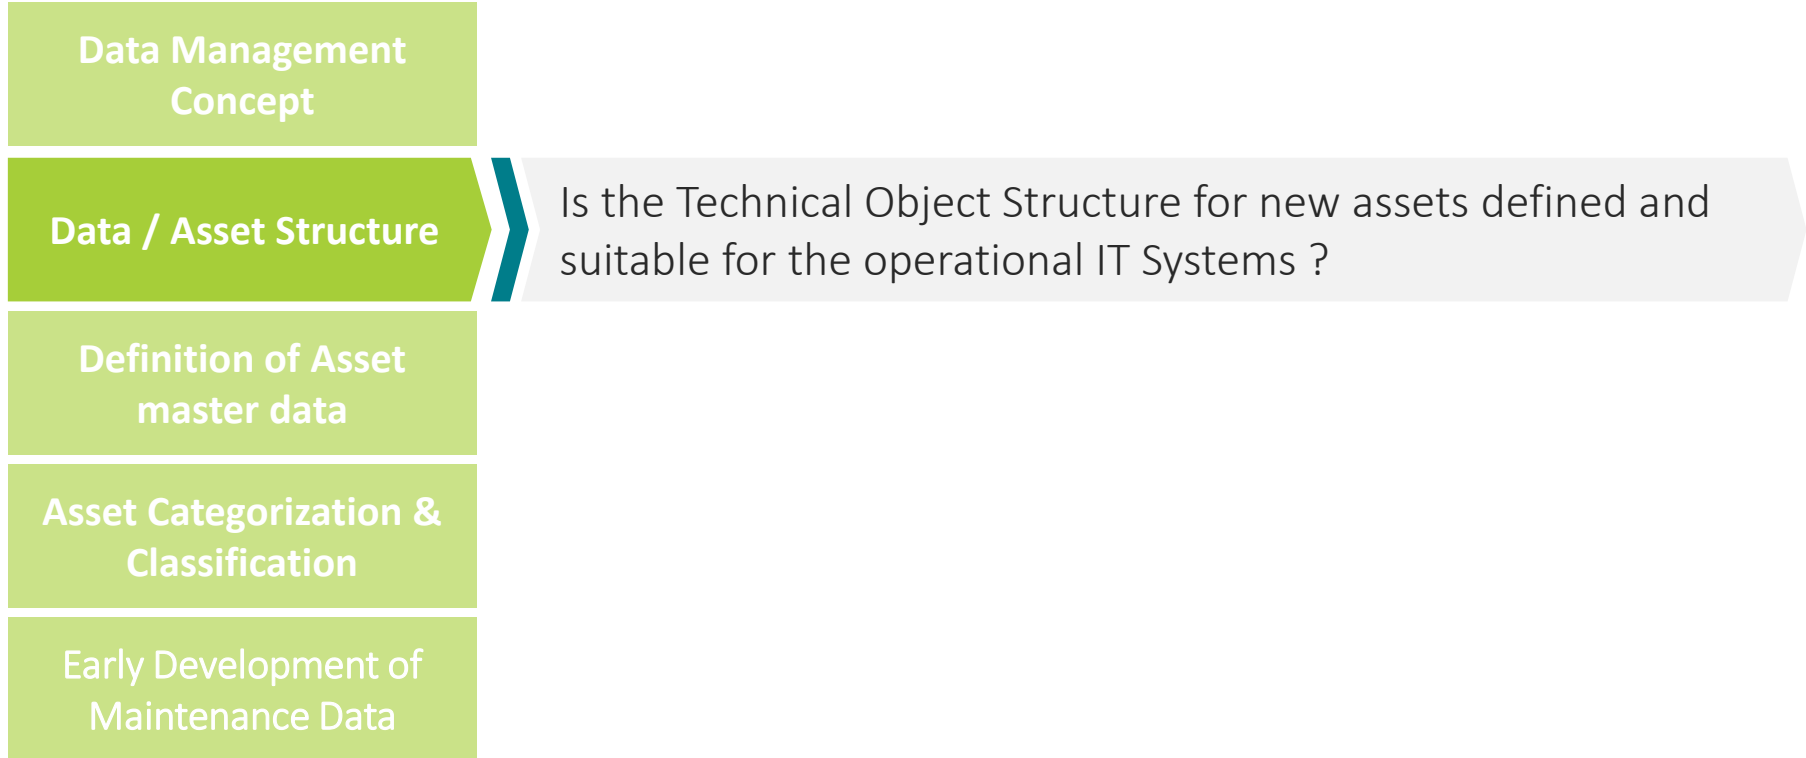 Data Management
Concept
Data / Asset Structure
Is the Technical Object Structure for new assets defined and
suitable for the operational IT Systems ?
Definition of Asset
master data
Asset Categorization &
Classification
Early Development of
Maintenance Data